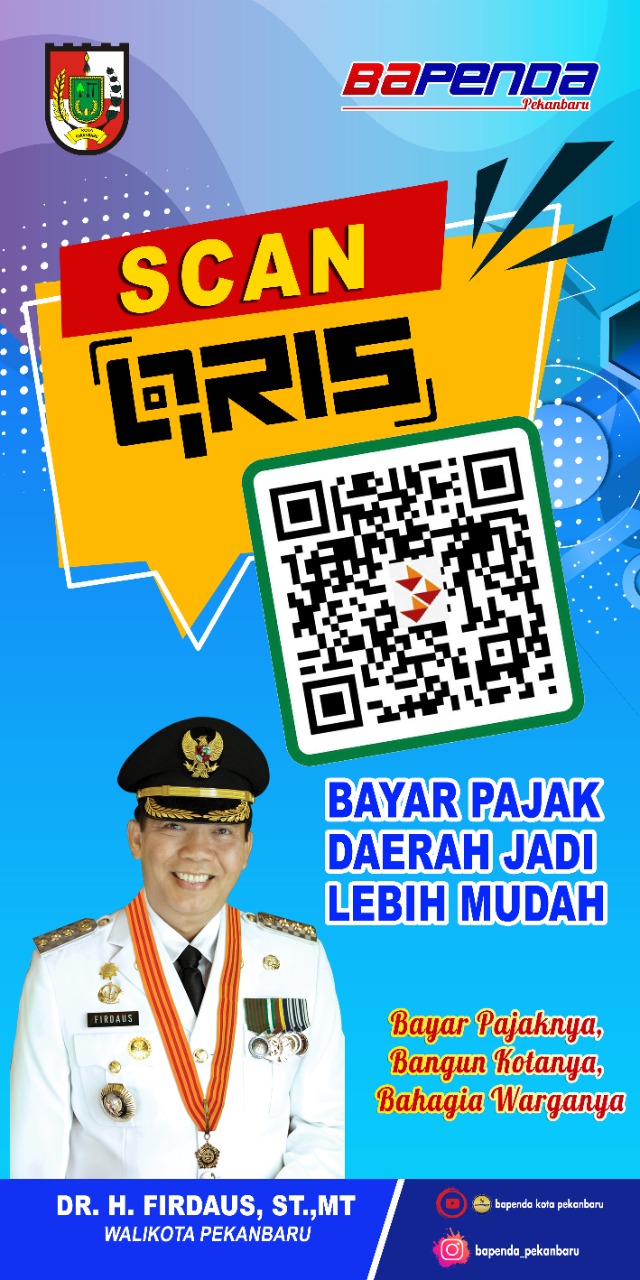 BAPENDA
Pekanbaru
SCAN
QRIS
BAYAR PAJAK
DAERAH JADI
LEBIH MUDAH
FIRDAUS
Bayar Pajaknya,
Bangun Kotanya,
Bahagia Warganya
DR. H. FIRDAUS, ST.,MT
WALIKOTA PEKANBARU
bapenda kota pekanbaru
bapenda_pekanbaru